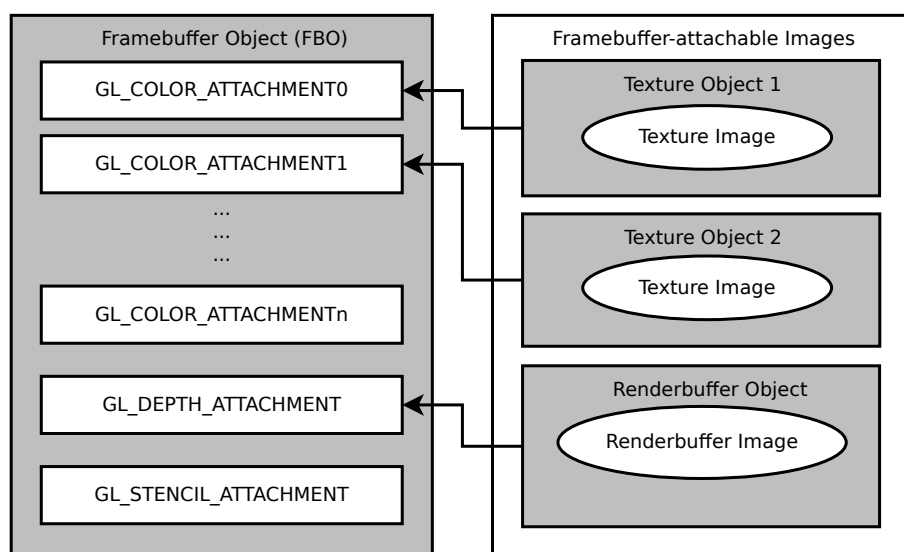 Framebuffer Object (FBO)
GL_COLOR_ATTACHMENT0
GL_COLOR_ATTACHMENT1
...
...
...
GL_COLOR_ATTACHMENTn
GL_DEPTH_ATTACHMENT
GL_STENCIL_ATTACHMENT
Framebuffer-attachable Images
Texture Object 1
Texture Image
Texture Object 2
Texture Image
Renderbuffer Object
Renderbuffer Image